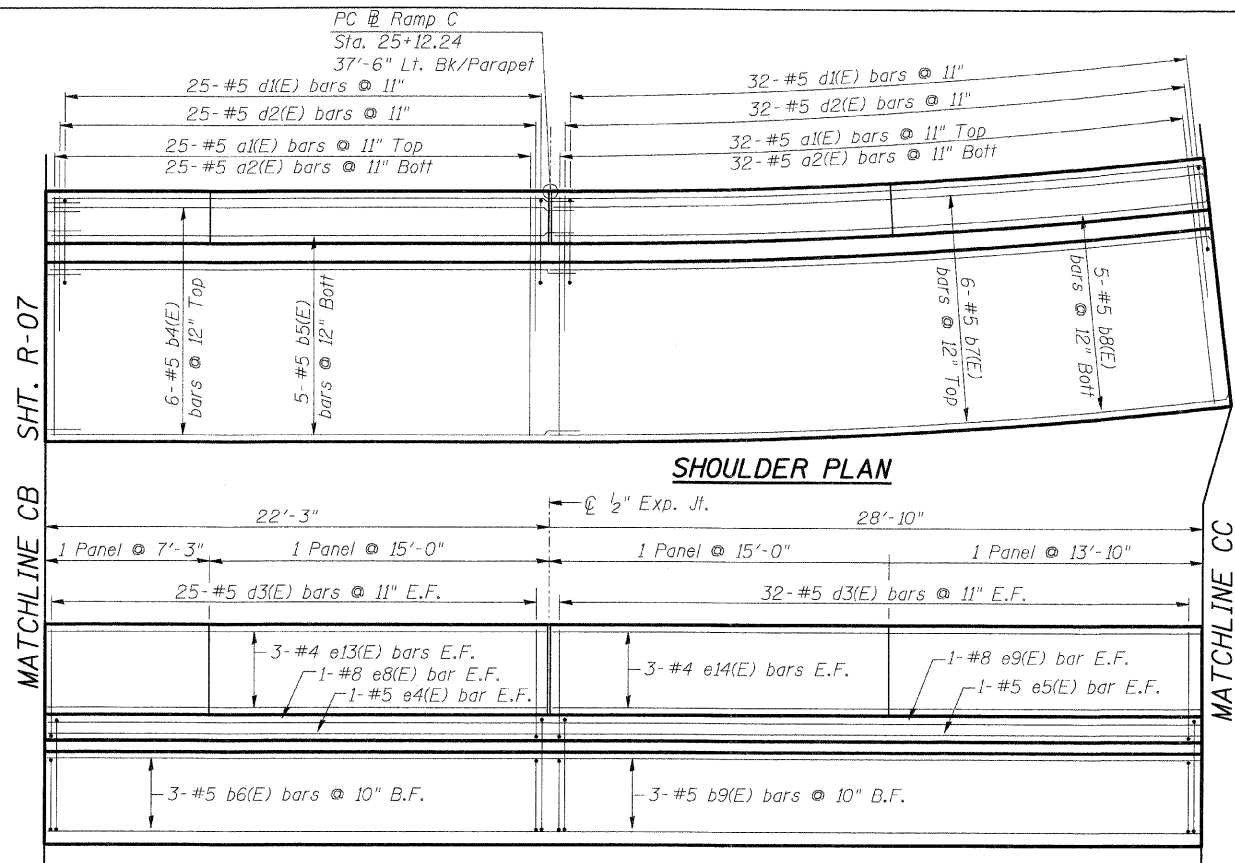 PC ℄ Ramp C
Sta. 25+12.24
37'-6" Lt. Bk/Parapet
25- #5 d1(E) bars @ 11"
25- #5 d2(E) bars @ 11"
25- #5 a1(E) bars @ 11" Top
25- #5 a2(E) bars @ 11" Bott
32- #5 d1(E) bars @ 11"
32- #5 d2(E) bars @ 11"
32- #5 a1(E) bars @ 11" Top
32- #5 a2(E) bars @ 11" Bott
6- #5 b4(E)
bars @ 12" Top
5- #5 b5(E)
bars @ 12" Bott
6- #5 b7(E)
bars @ 12" Top
5- #5 b8(E)
bars @ 12" Bott
MATCHLINE CB SHT. R-07
SHOULDER PLAN
℄ 1/2" Exp. Jt.
22'-3"
28'-10"
1 Panel @ 7'-3"
1 Panel @ 15'-0"
1 Panel @ 15'-0"
1 Panel @ 13'-10"
25- #5 d3(E) bars @ 11" E.F.
32- #5 d3(E) bars @ 11" E.F.
3- #4 e13(E) bars E.F.
1- #8 e8(E) bar E.F.
1- #5 e4(E) bar E.F.
3- #4 e14(E) bars E.F.
1- #8 e9(E) bar E.F.
1- #5 e5(E) bar E.F.
3- #5 b6(E) bars @ 10" B.F.
3- #5 b9(E) bars @ 10" B.F.
MATCHLINE CC